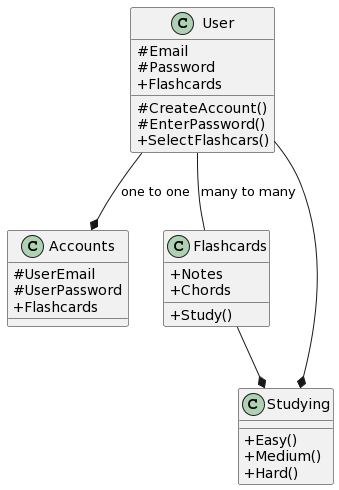 C User
#Email
#Password
+Flashcards
#CreateAccount()
#EnterPassword()
+SelectFlashcars()
one to one
many to many
C Accounts
#UserEmail
#UserPassword
+Flashcards
C Flashcards
+Notes
+Chords
+Study()
C Studying
+Easy()
+Medium()
+Hard()